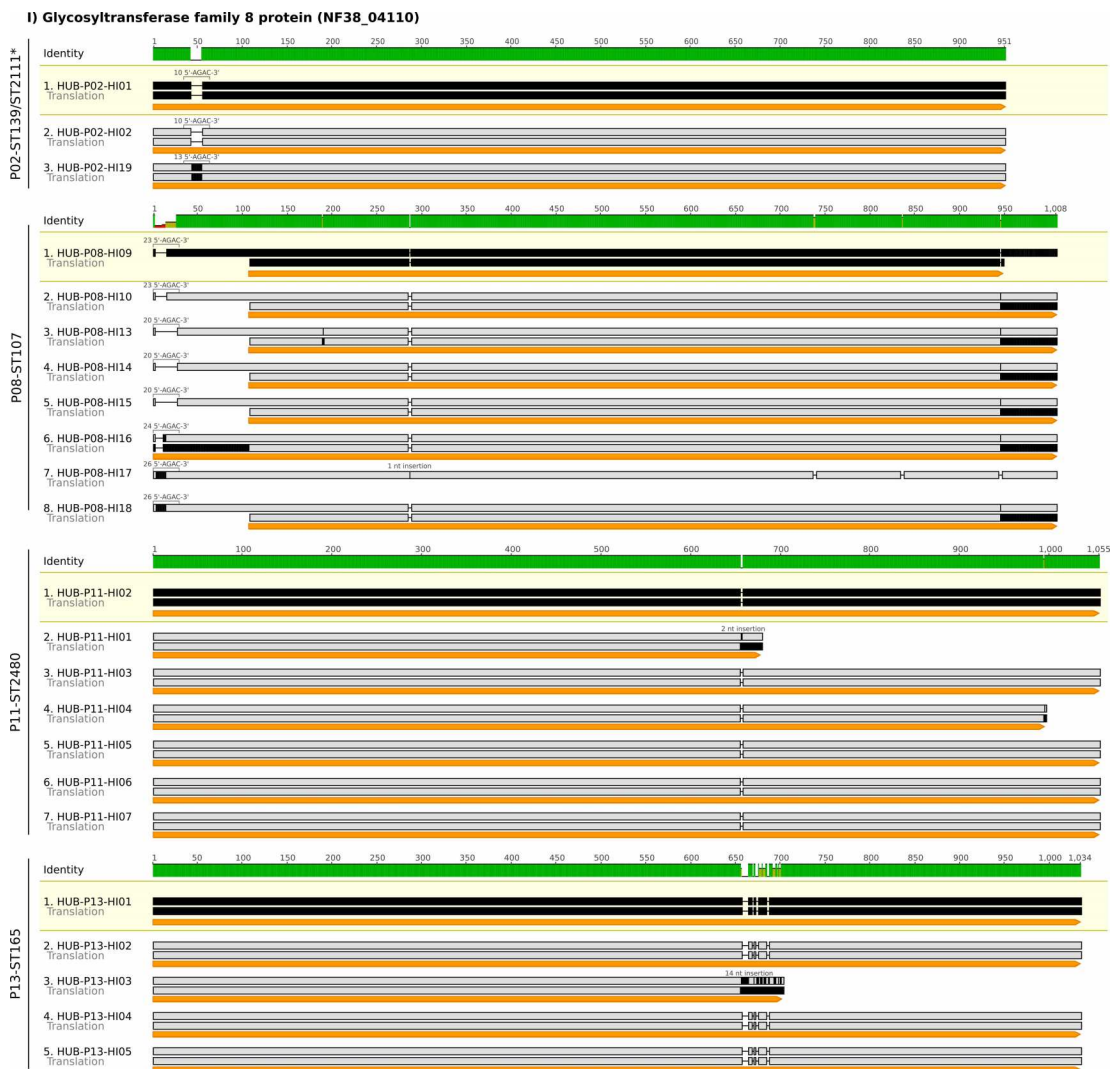 I) Glycosyltransferase family 8 protein (NF38_04110)
P02-ST139/ST2111*
1 50 100 150 200 250 300 350 400 450 500 550 600 650 700 750 800 850 900 951
Identity
10 5'-AGAC-3'
1. HUB-P02-HI01
Translation
10 5'-AGAC-3'
2. HUB-P02-HI02
Translation
13 5'-AGAC-3'
3. HUB-P02-HI19
Translation
P08-ST107
1 50 100 150 200 250 300 350 400 450 500 550 600 650 700 750 800 850 900 950 1,008
Identity
23 5'-AGAC-3'
1. HUB-P08-HI09
Translation
23 5'-AGAC-3'
2. HUB-P08-HI10
Translation
20 5'-AGAC-3'
3. HUB-P08-HI13
Translation
20 5'-AGAC-3'
4. HUB-P08-HI14
Translation
20 5'-AGAC-3'
5. HUB-P08-HI15
Translation
24 5'-AGAC-3'
6. HUB-P08-HI16
Translation
26 5'-AGAC-3' 1 nt insertion
7. HUB-P08-HI17
26 5'-AGAC-3'
8. HUB-P08-HI18
Translation
P11-ST2480
1 100 200 300 400 500 600 700 800 900 1,000 1,055
Identity
1. HUB-P11-HI02
Translation
2 nt insertion
2. HUB-P11-HI01
Translation
3. HUB-P11-HI03
Translation
4. HUB-P11-HI04
Translation
5. HUB-P11-HI05
Translation
6. HUB-P11-HI06
Translation
7. HUB-P11-HI07
Translation
P13-ST165
1 50 100 150 200 250 300 350 400 450 500 550 600 650 700 750 800 850 900 950 1,000 1,034
Identity
1. HUB-P13-HI01
Translation
2. HUB-P13-HI02
Translation
14 nt insertion
3. HUB-P13-HI03
Translation
4. HUB-P13-HI04
Translation
5. HUB-P13-HI05
Translation